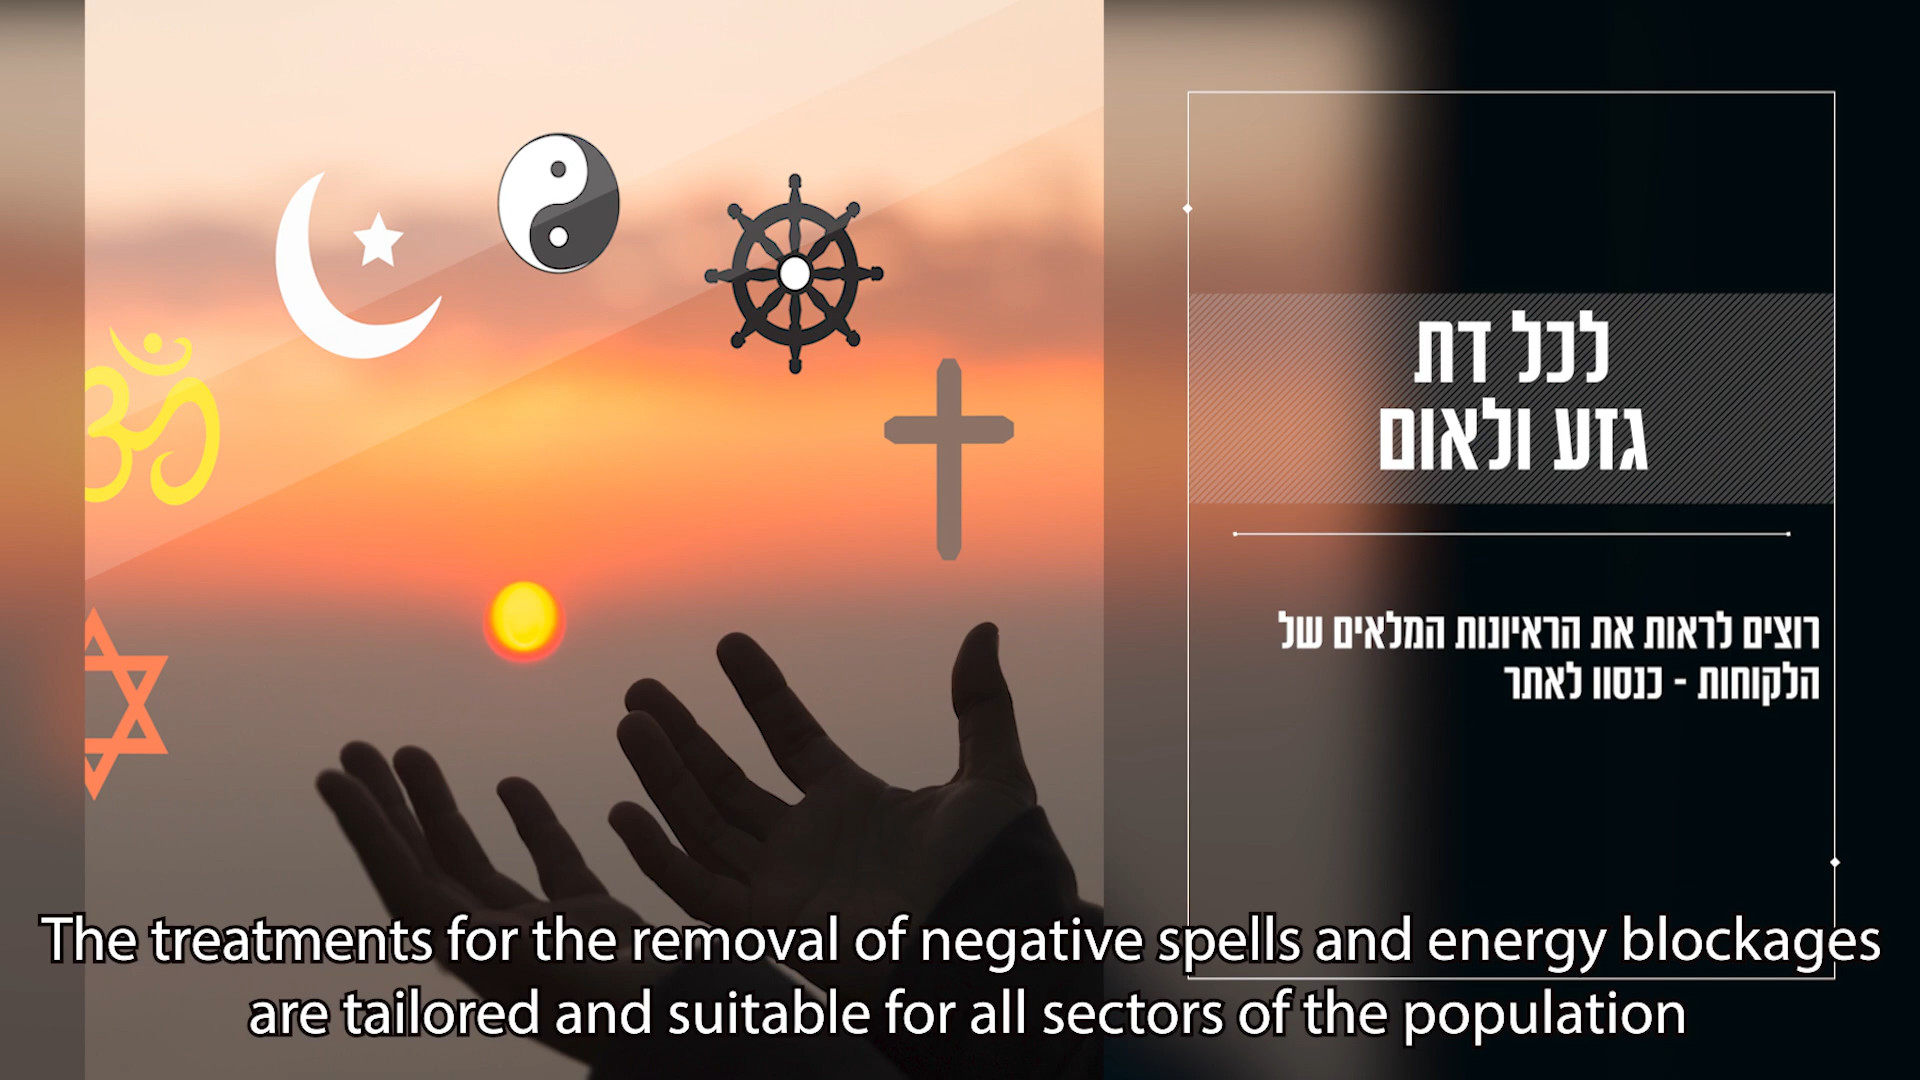 לכל דת
גזע ולאום
רוצים לראות את הראיונות המלאים של
הלקוחות - כנסוו לאתר
The treatments for the removal of negative spells and energy blockages
are tailored and suitable for all sectors of the population